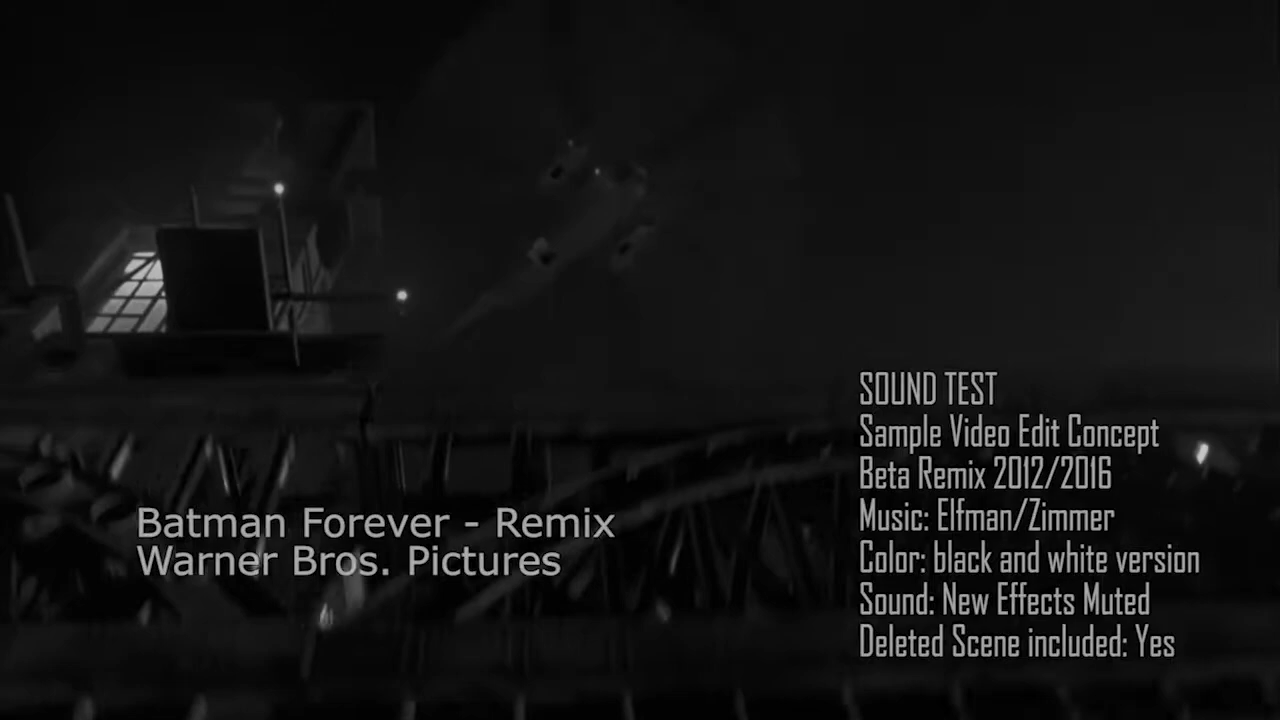 Batman Forever - Remix
Warner Bros. Pictures
SOUND TEST
Sample Video Edit Concept
Beta Remix 2012/2016
Music: Elfman/Zimmer
Color: black and white version
Sound: New Effects Muted
Deleted Scene included: Yes